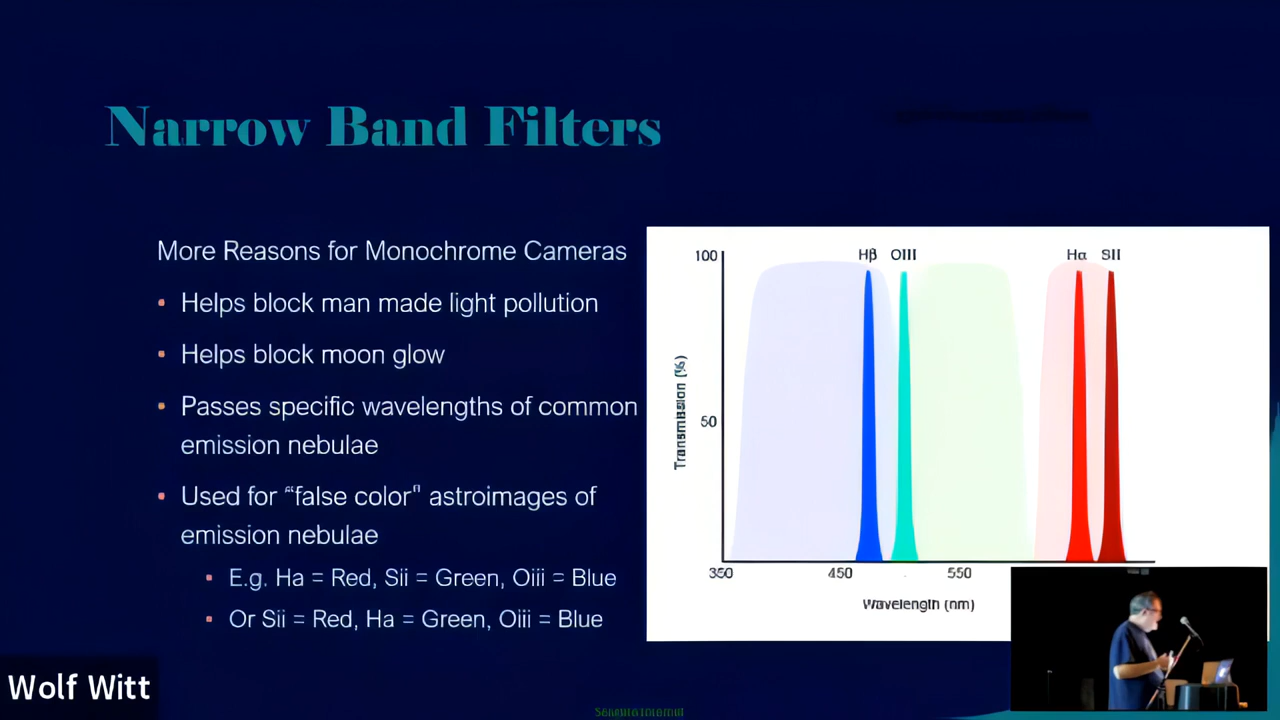 Narrow Band Filters
More Reasons for Monochrome Cameras
• Helps block man made light pollution
• Helps block moon glow
• Passes specific wavelengths of common
emission nebulae
• Used for “false color" astroimages of
emission nebulae
• E.g. Ha = Red, Sii = Green, Oiii = Blue
• Or Sii = Red, Ha = Green, Oiii = Blue
Hβ OIII Hα SII
100
50
Transmission (%)
350 450 550
Wavelength (nm)
Wolf Witt